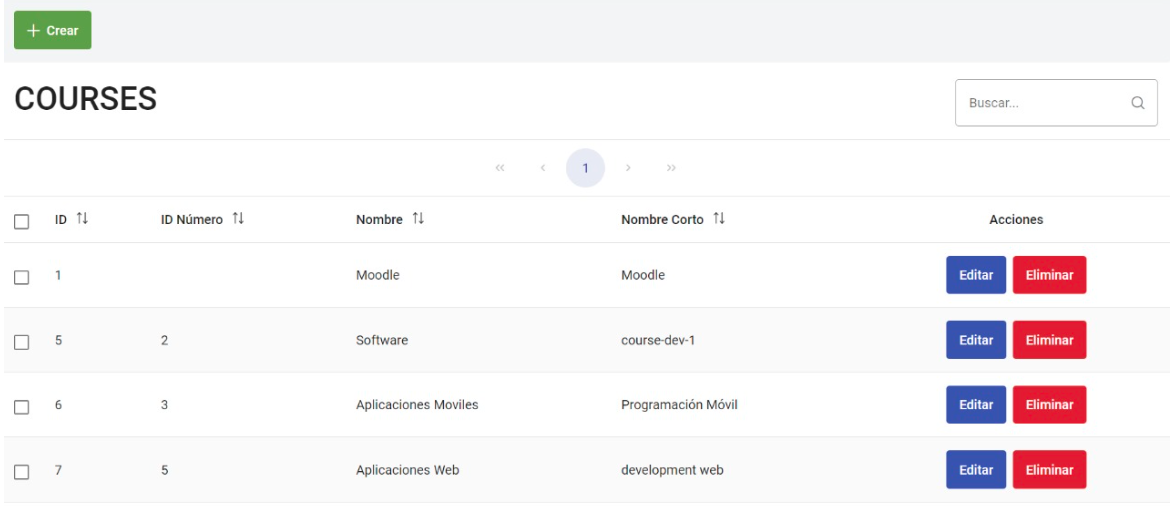 + Crear
COURSES
Buscar...
<< < 1 > >>
ID ID Número Nombre Nombre Corto Acciones
1 Moodle Moodle Editar Eliminar
5 2 Software course-dev-1 Editar Eliminar
6 3 Aplicaciones Moviles Programación Móvil Editar Eliminar
7 5 Aplicaciones Web development web Editar Eliminar